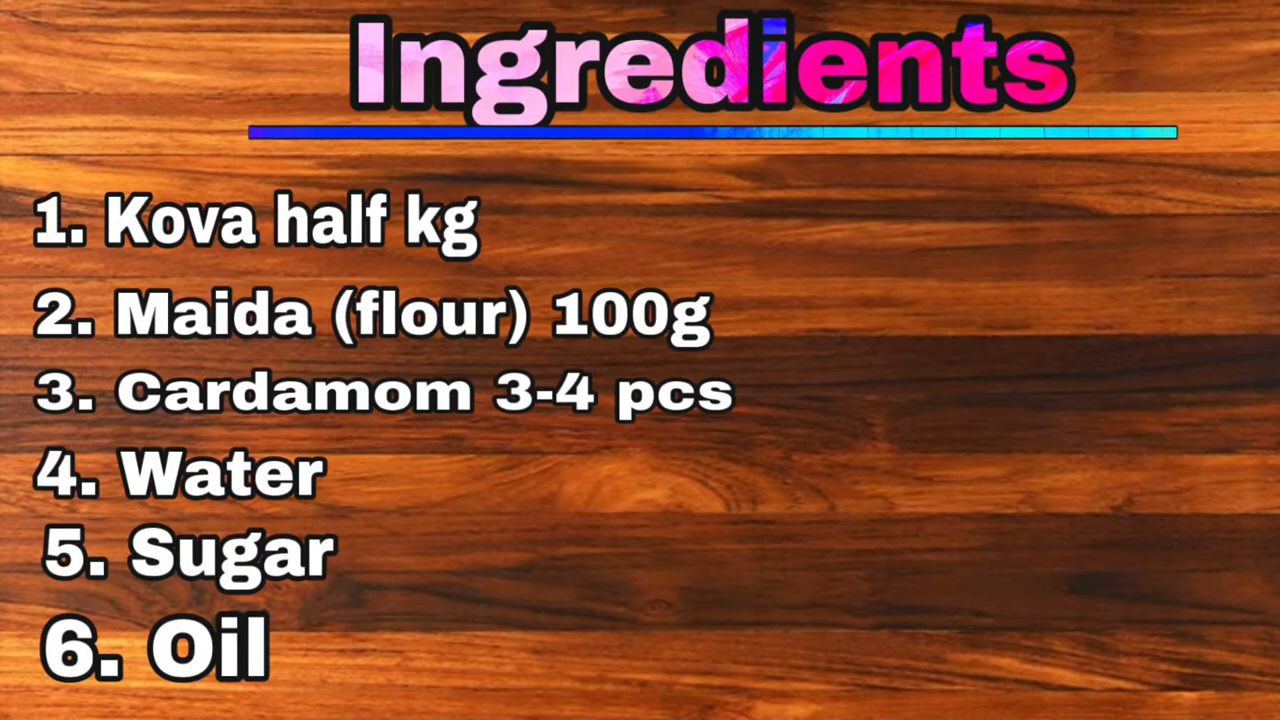 Ingredients
1. Kova half kg
2. Maida (flour) 100g
3. Cardamom 3-4 pcs
4. Water
5. Sugar
6. Oil